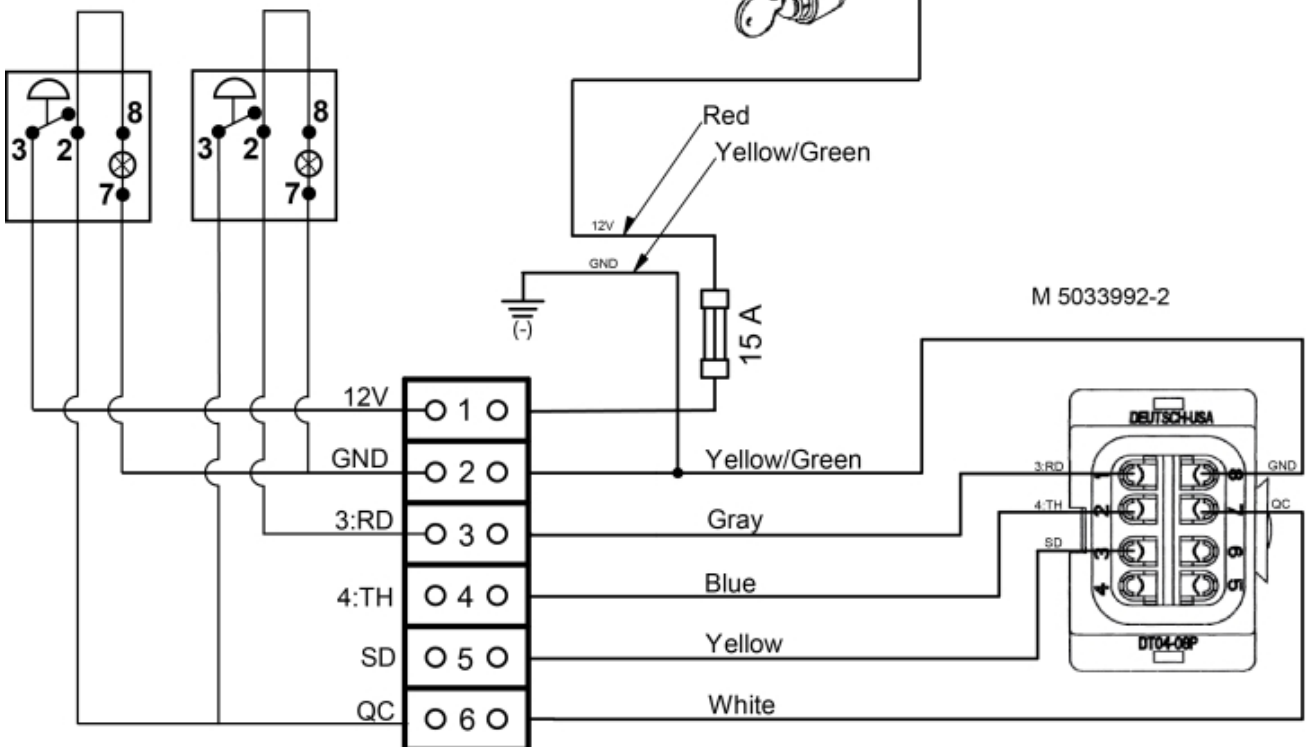 8
3
2
7
8
3
2
7
Red
Yellow/Green
12V
GND
(-)
15 A
M 5033992-2
12V
1
GND
2
Yellow/Green
3:RD
3
Gray
4:TH
4
Blue
SD
5
Yellow
QC
6
White
DEUTSCH-USA
3:RD
1
8
GND
4:TH
2
7
QC
SD
3
6
4
5
DT04-08P